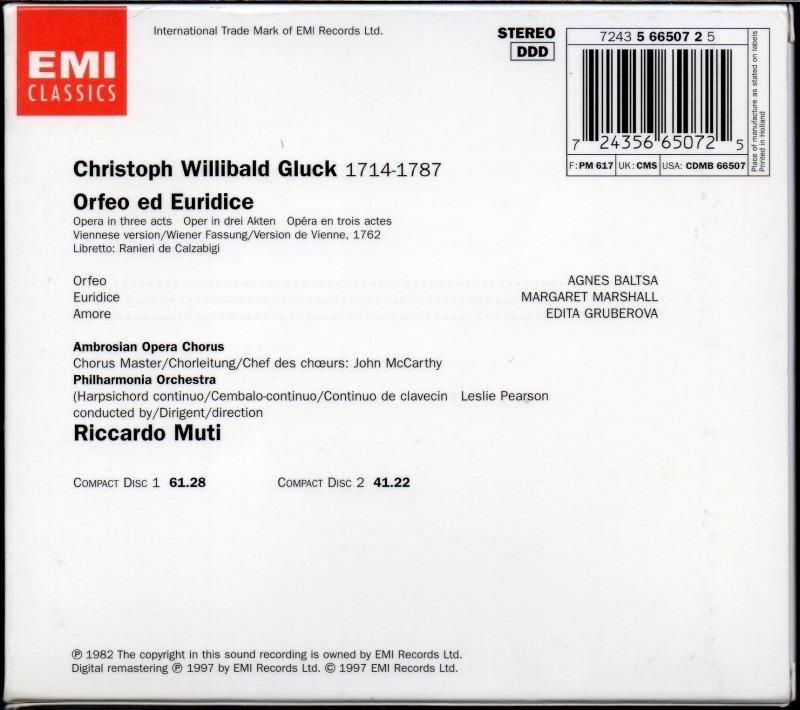 EMI
CLASSICS
International Trade Mark of EMI Records Ltd.
STEREO
DDD
7243 5 66507 2 5
7 24356 65072 5
F: PM 617 UK: CMS USA: CDMB 66507
Place of manufacture as stated on labels
Printed in Holland
Christoph Willibald Gluck 1714-1787
Orfeo ed Euridice
Opera in three acts Oper in drei Akten Opéra en trois actes
Viennese version/Wiener Fassung/Version de Vienne, 1762
Libretto: Ranieri de Calzabigi
Orfeo AGNES BALTSA
Euridice MARGARET MARSHALL
Amore EDITA GRUBEROVA
Ambrosian Opera Chorus
Chorus Master/Chorleitung/Chef des chœurs: John McCarthy
Philharmonia Orchestra
(Harpsichord continuo/Cembalo-continuo/Continuo de clavecin Leslie Pearson
conducted by/Dirigent/direction
Riccardo Muti
COMPACT DISC 1 61.28 COMPACT DISC 2 41.22
℗ 1982 The copyright in this sound recording is owned by EMI Records Ltd.
Digital remastering ℗ 1997 by EMI Records Ltd. © 1997 EMI Records Ltd.